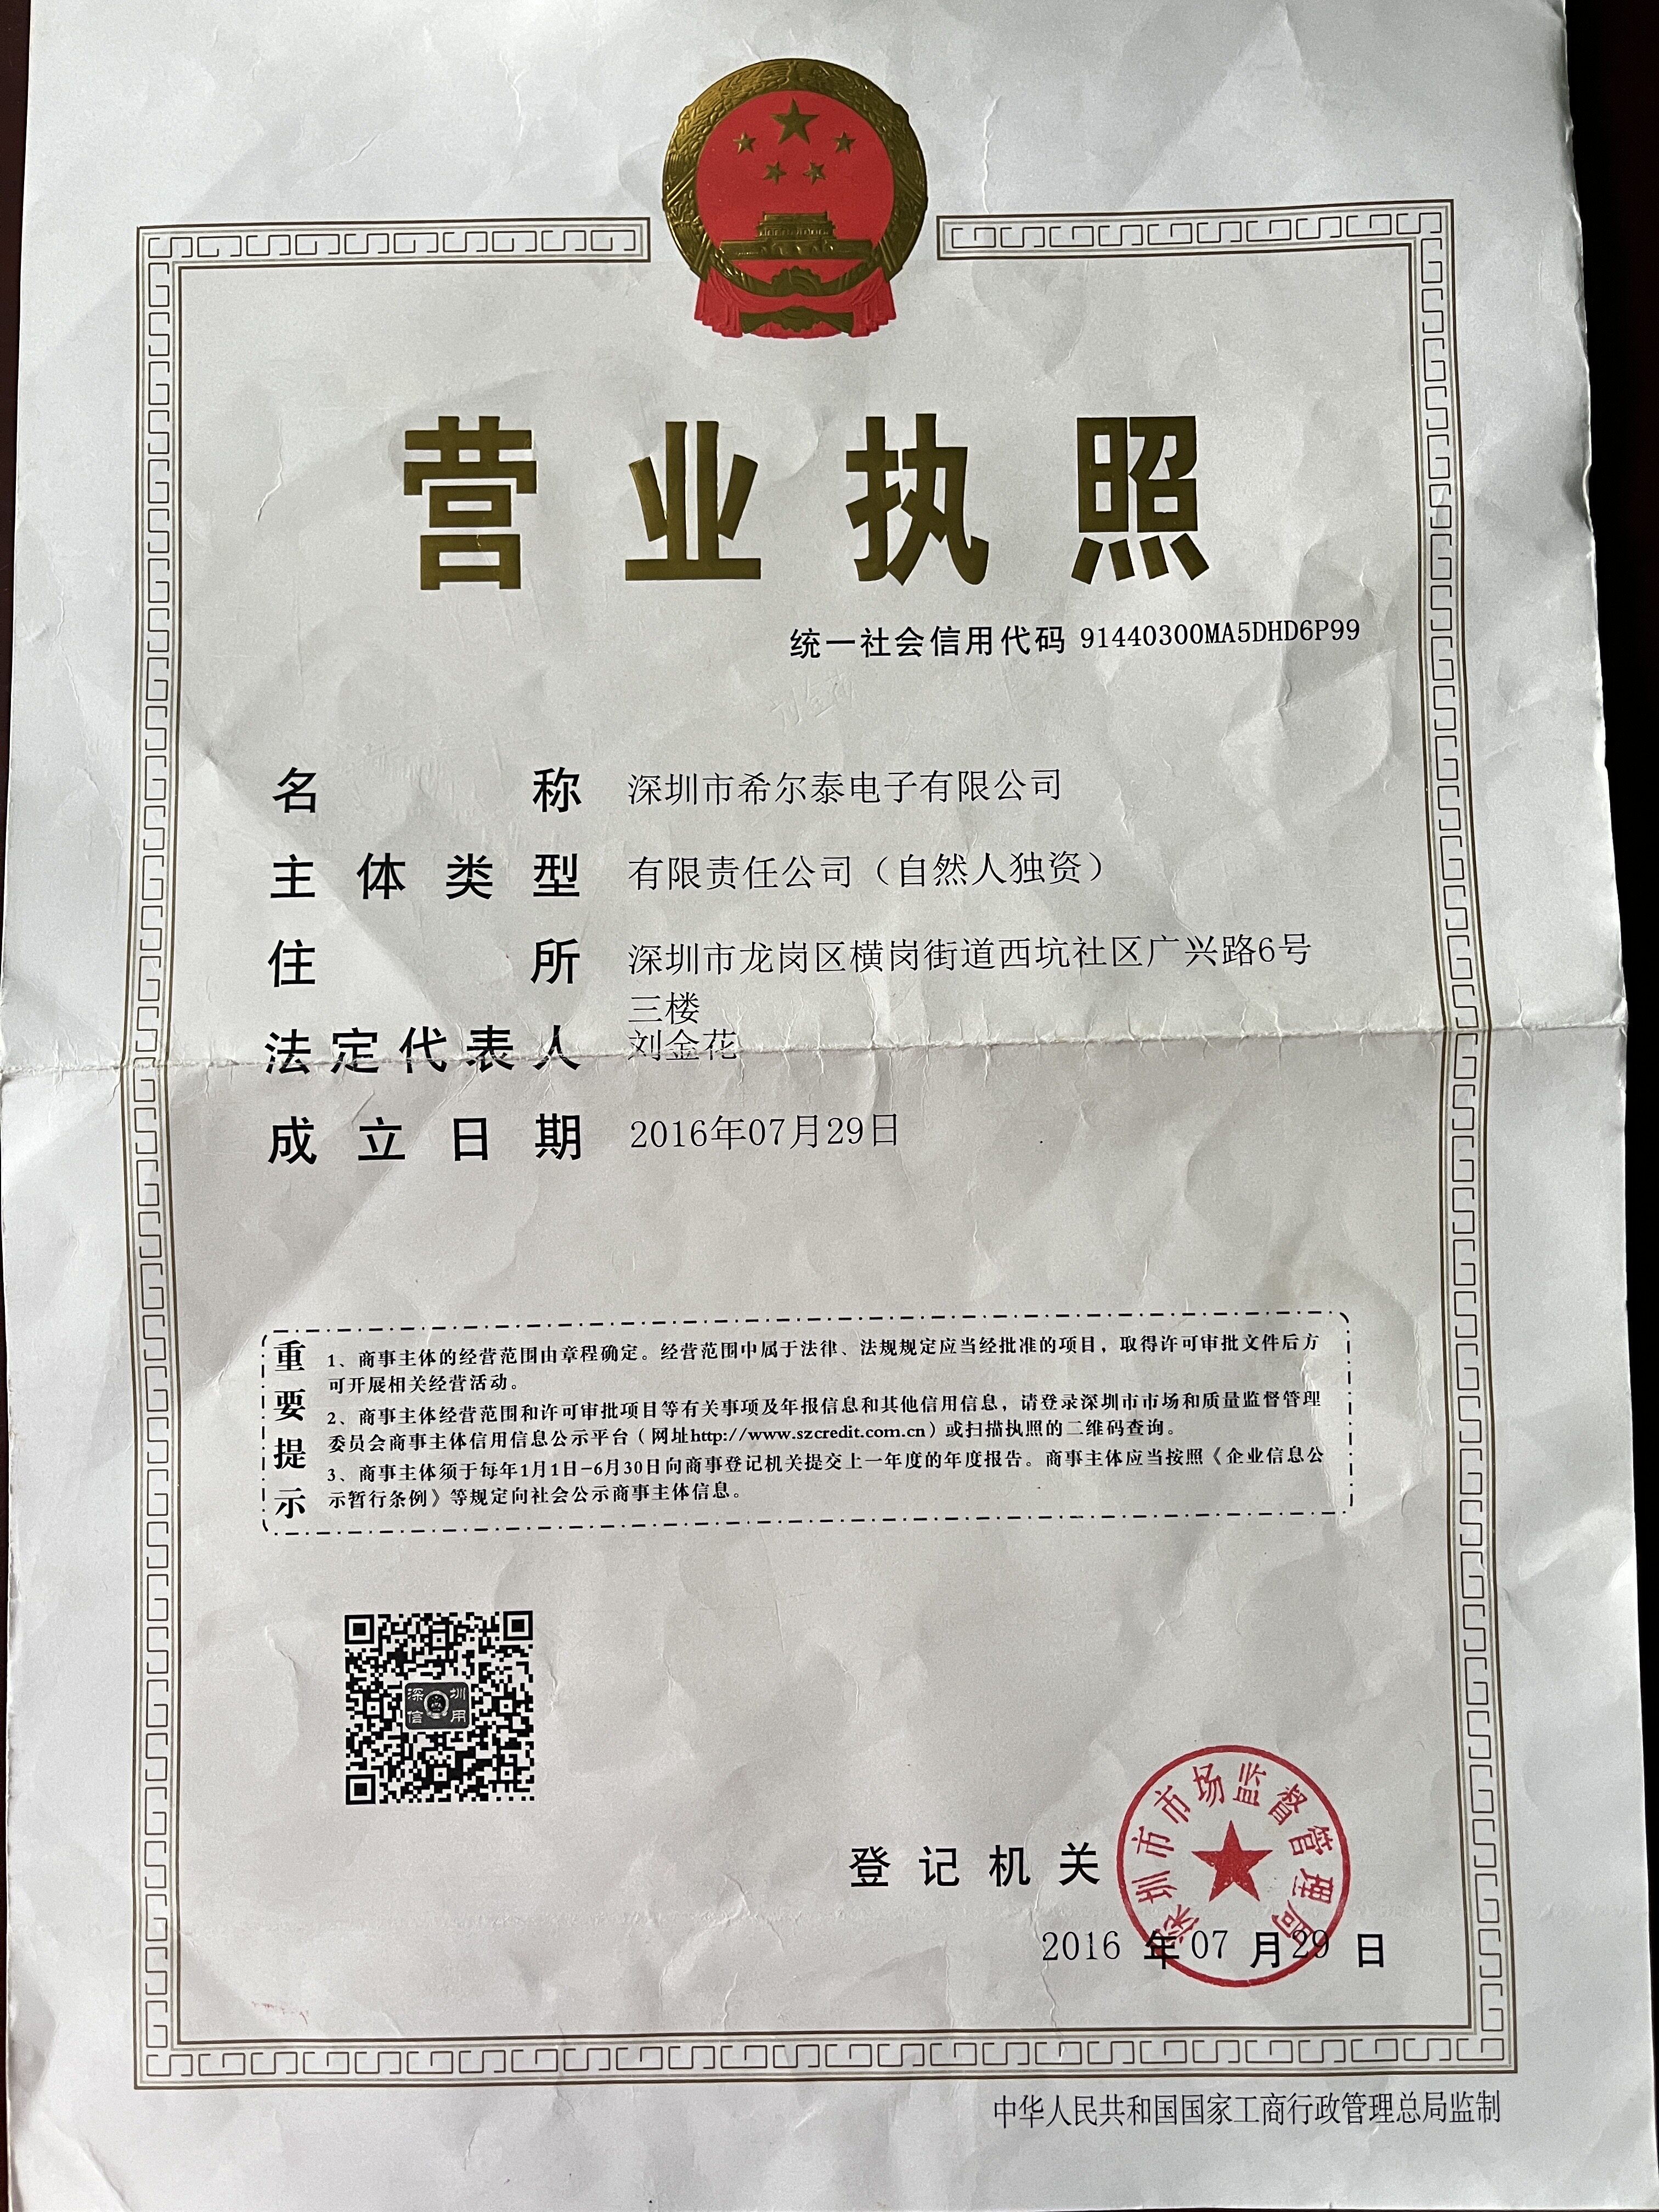 营业执照
统一社会信用代码 91440300MA5DHD6P99
名称 深圳市希尔泰电子有限公司
主体类型 有限责任公司（自然人独资）
住所 深圳市龙岗区横岗街道西坑社区广兴路6号
三楼
法定代表人 刘金花
成立日期 2016年07月29日
重要提示
1、商事主体的经营范围由章程确定。经营范围中属于法律、法规规定应当经批准的项目，取得许可审批文件后方
可开展相关经营活动。
2、商事主体经营范围和许可审批项目等有关事项及年报信息和其他信用信息，请登录深圳市市场和质量监督管理
委员会商事主体信用信息公示平台（网址http://www.szcredit.com.cn）或扫描执照的二维码查询。
3、商事主体须于每年1月1日-6月30日向商事登记机关提交上一年度的年度报告。商事主体应当按照《企业信息公
示暂行条例》等规定向社会公示商事主体信息。
深圳
信用
登记机关
深圳市市场监督管理局
2016 年 07 月 29 日
中华人民共和国国家工商行政管理总局监制